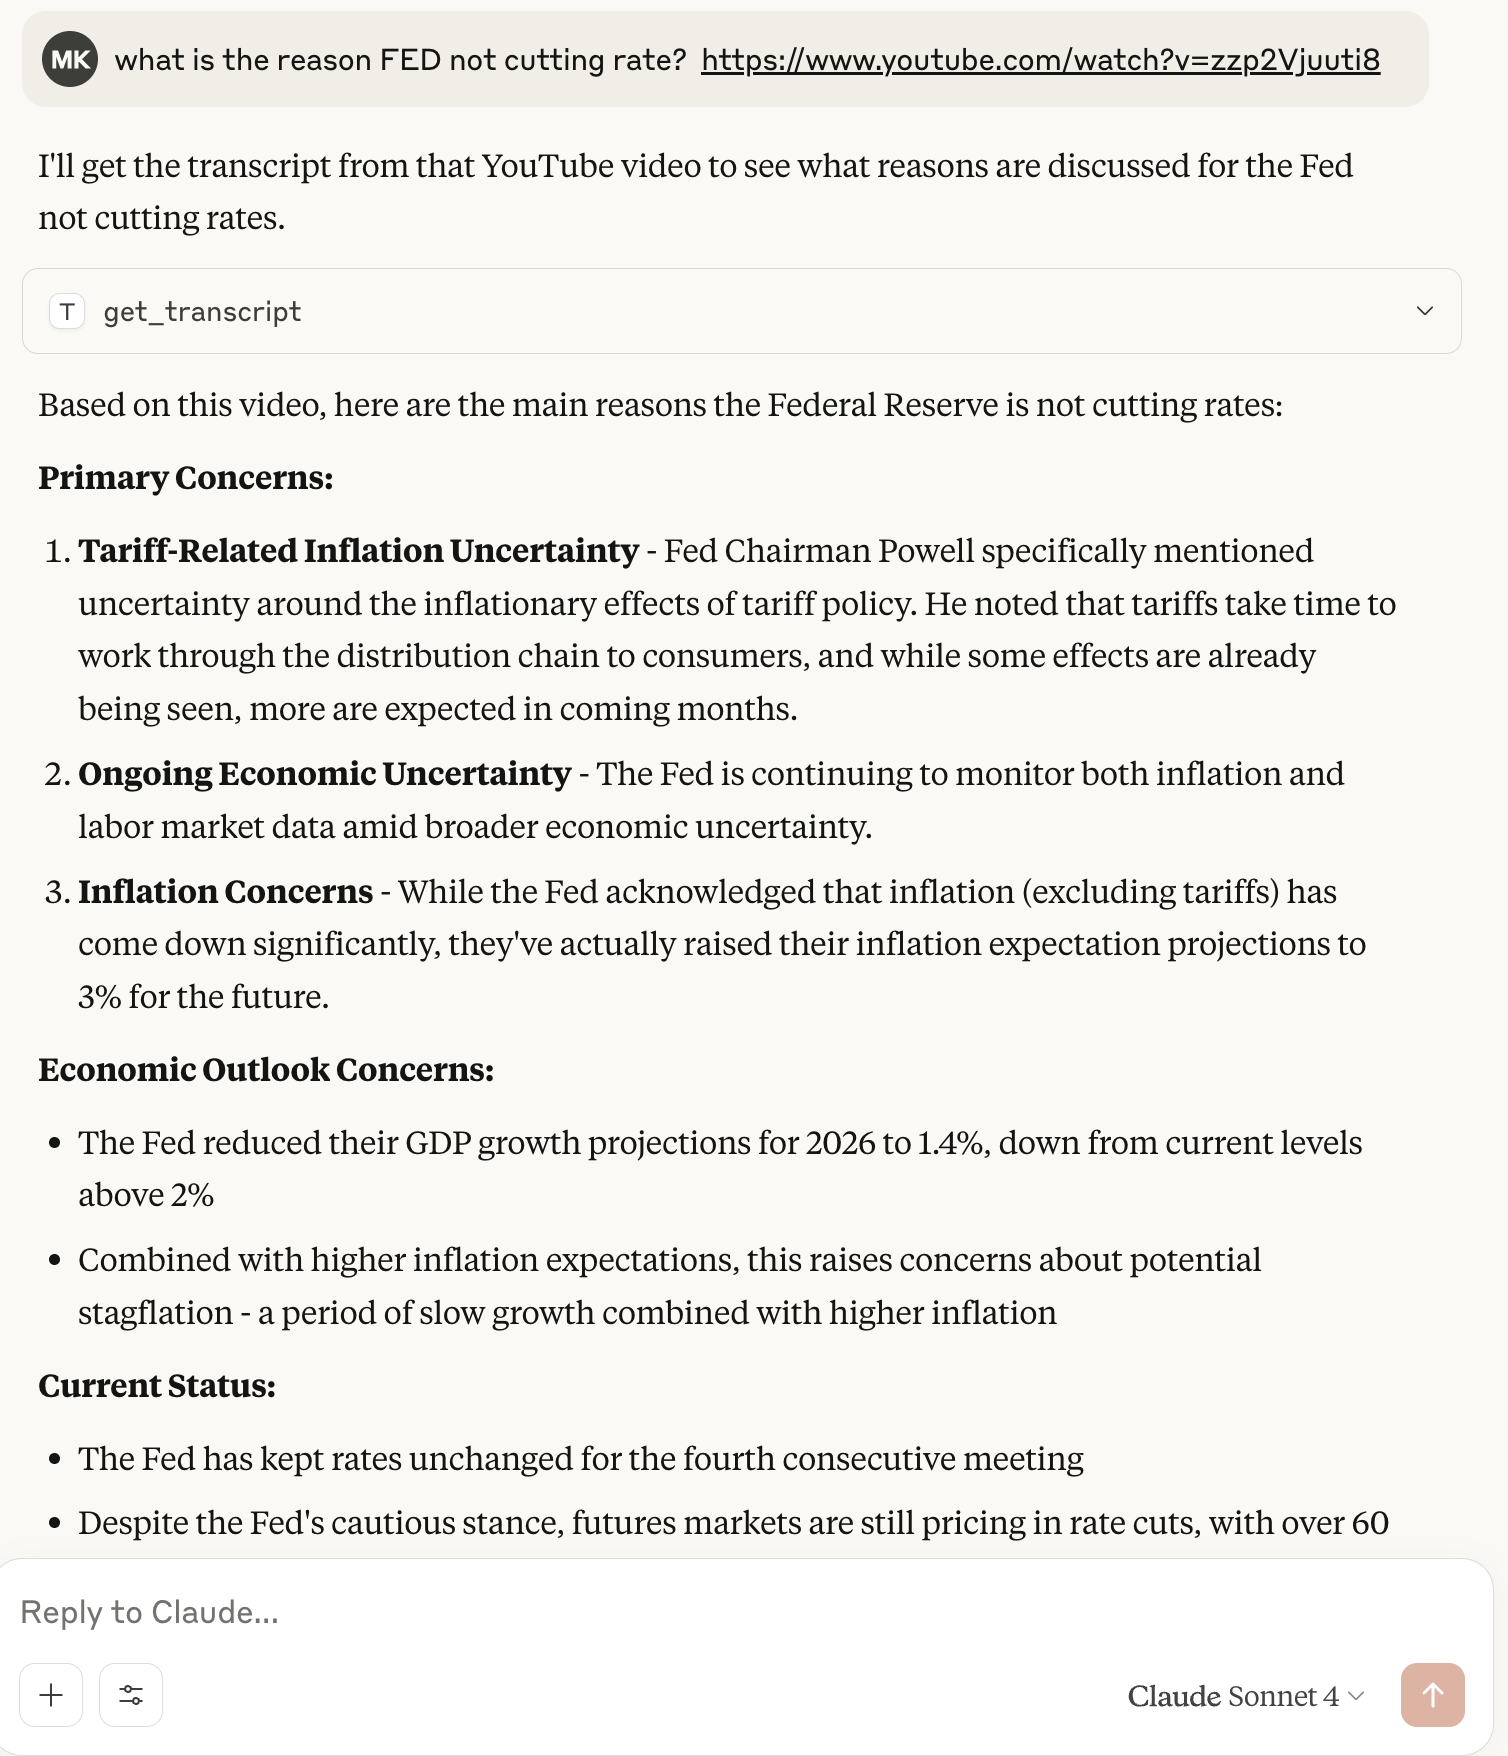 MK what is the reason FED not cutting rate? https://www.youtube.com/watch?v=zzp2Vjuuti8
I'll get the transcript from that YouTube video to see what reasons are discussed for the Fed
not cutting rates.
T get_transcript
Based on this video, here are the main reasons the Federal Reserve is not cutting rates:
Primary Concerns:
1. Tariff-Related Inflation Uncertainty - Fed Chairman Powell specifically mentioned
uncertainty around the inflationary effects of tariff policy. He noted that tariffs take time to
work through the distribution chain to consumers, and while some effects are already
being seen, more are expected in coming months.
2. Ongoing Economic Uncertainty - The Fed is continuing to monitor both inflation and
labor market data amid broader economic uncertainty.
3. Inflation Concerns - While the Fed acknowledged that inflation (excluding tariffs) has
come down significantly, they've actually raised their inflation expectation projections to
3% for the future.
Economic Outlook Concerns:
• The Fed reduced their GDP growth projections for 2026 to 1.4%, down from current levels
above 2%
• Combined with higher inflation expectations, this raises concerns about potential
stagflation - a period of slow growth combined with higher inflation
Current Status:
• The Fed has kept rates unchanged for the fourth consecutive meeting
• Despite the Fed's cautious stance, futures markets are still pricing in rate cuts, with over 60
Reply to Claude...
Claude Sonnet 4